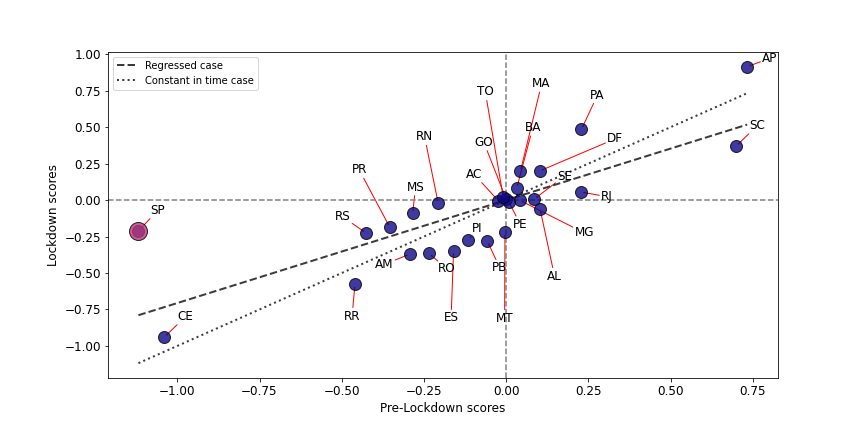 1.00
0.75
0.50
0.25
0.00
−0.25
−0.50
−0.75
−1.00
Lockdown scores
Regressed case
Constant in time case
AP
TO
MA
PA
SC
BA
RN
DF
GO
PR
AC
SE
MS
RJ
SP
RS
PI
PE
MG
AM
RO
PB
AL
CE
RR
ES
MT
−1.00
−0.75
−0.50
−0.25
0.00
0.25
0.50
0.75
Pre-Lockdown scores